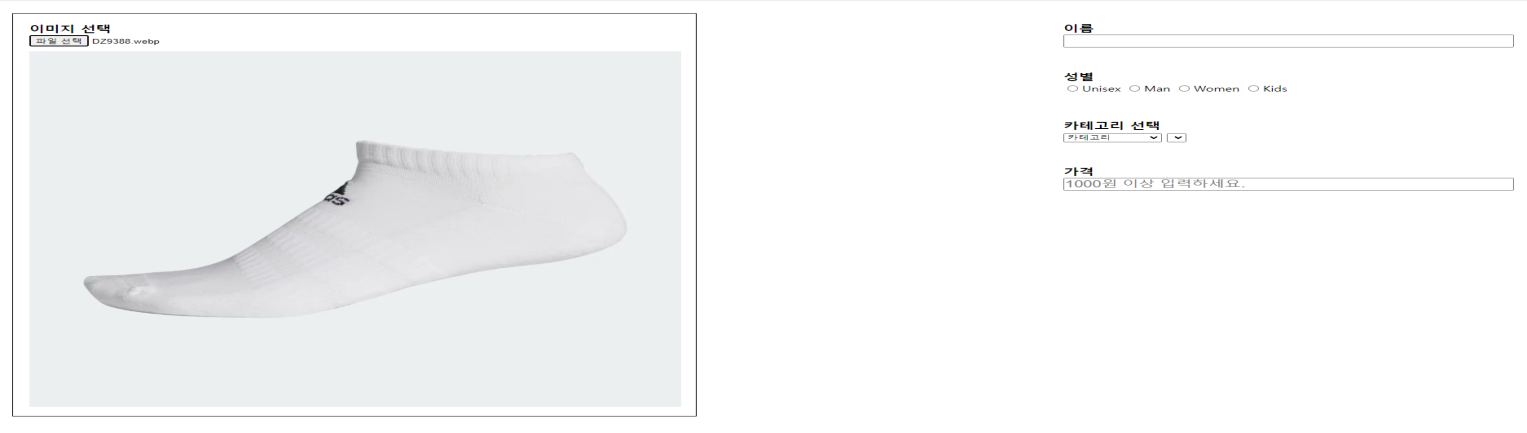 이미지 선택
파일 선택 DZ9388.webp
이름
성별
Unisex Man Women Kids
카테고리 선택
카테고리
가격
1000원 이상 입력하세요.